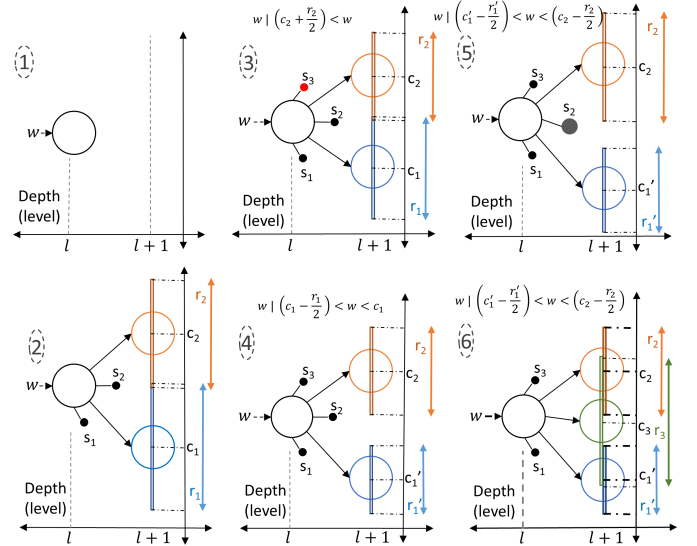 1
w
Depth
(level)
l
l + 1
w | (c₂ + r₂/2) < w
3
s₃
w
s₂
s₁
r₂
c₂
c₁
r₁
Depth
(level)
l
l + 1
w | (c₁′ − r₁′/2) < w < (c₂ − r₂/2)
5
s₃
w
s₂
s₁
r₂
c₂
c₁′
r₁′
Depth
(level)
l
l + 1
2
w
s₂
s₁
r₂
c₂
c₁
r₁
Depth
(level)
l
l + 1
w | (c₁ − r₁/2) < w < c₁
4
s₃
w
s₂
s₁
r₂
c₂
c₁′
r₁′
Depth
(level)
l
l + 1
w | (c₁′ − r₁′/2) < w < (c₂ − r₂/2)
6
s₃
w
s₁
r₂
c₂
c₃
r₃
c₁′
r₁′
Depth
(level)
l
l + 1